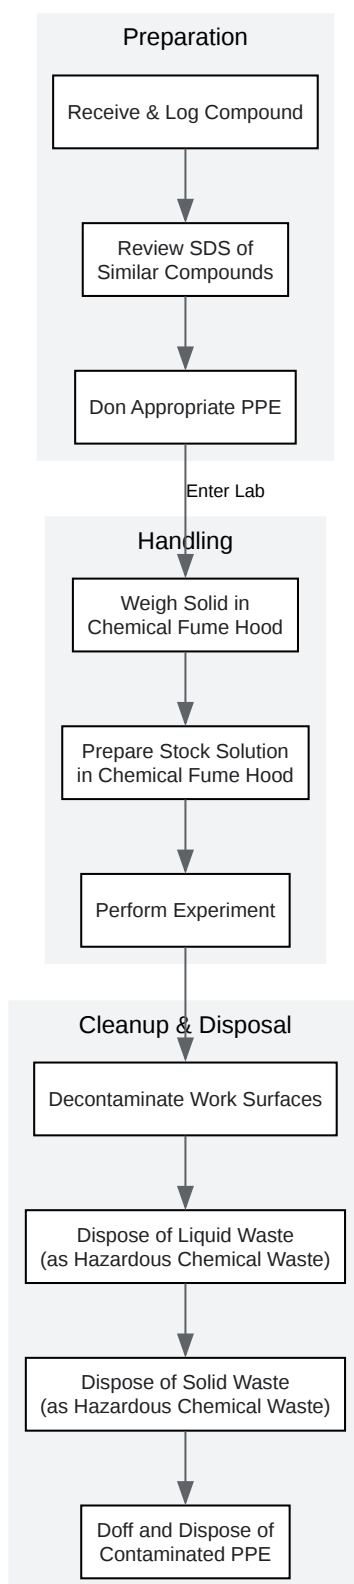 Preparation
Receive & Log Compound
Review SDS of
Similar Compounds
Don Appropriate PPE
Enter Lab
Handling
Weigh Solid in
Chemical Fume Hood
Prepare Stock Solution
in Chemical Fume Hood
Perform Experiment
Cleanup & Disposal
Decontaminate Work Surfaces
Dispose of Liquid Waste
(as Hazardous Chemical Waste)
Dispose of Solid Waste
(as Hazardous Chemical Waste)
Doff and Dispose of
Contaminated PPE